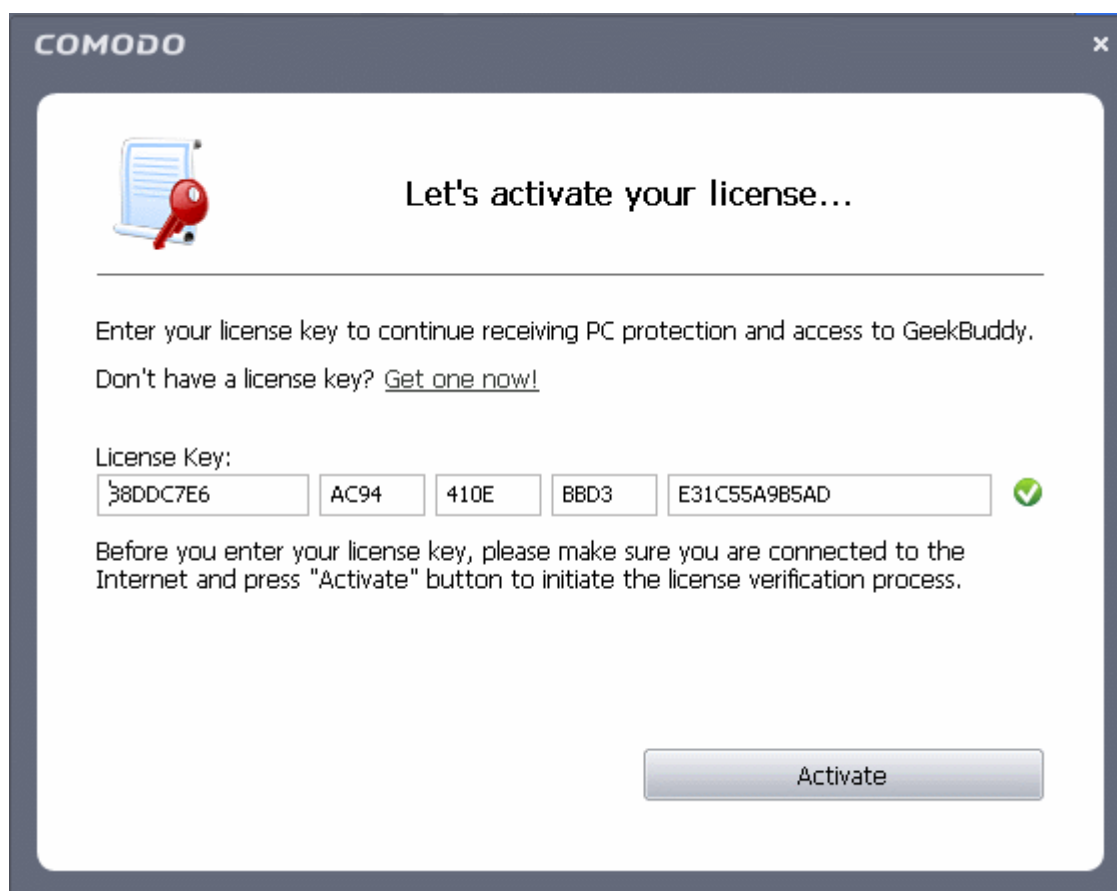 COMODO
Let's activate your license...
Enter your license key to continue receiving PC protection and access to GeekBuddy.
Don't have a license key? Get one now!
License Key:
AC94 410E BBD3 E31C55A9B5AD
Before you enter your license key, please make sure you are connected to the
Internet and press "Activate" button to initiate the license verification process.
Activate